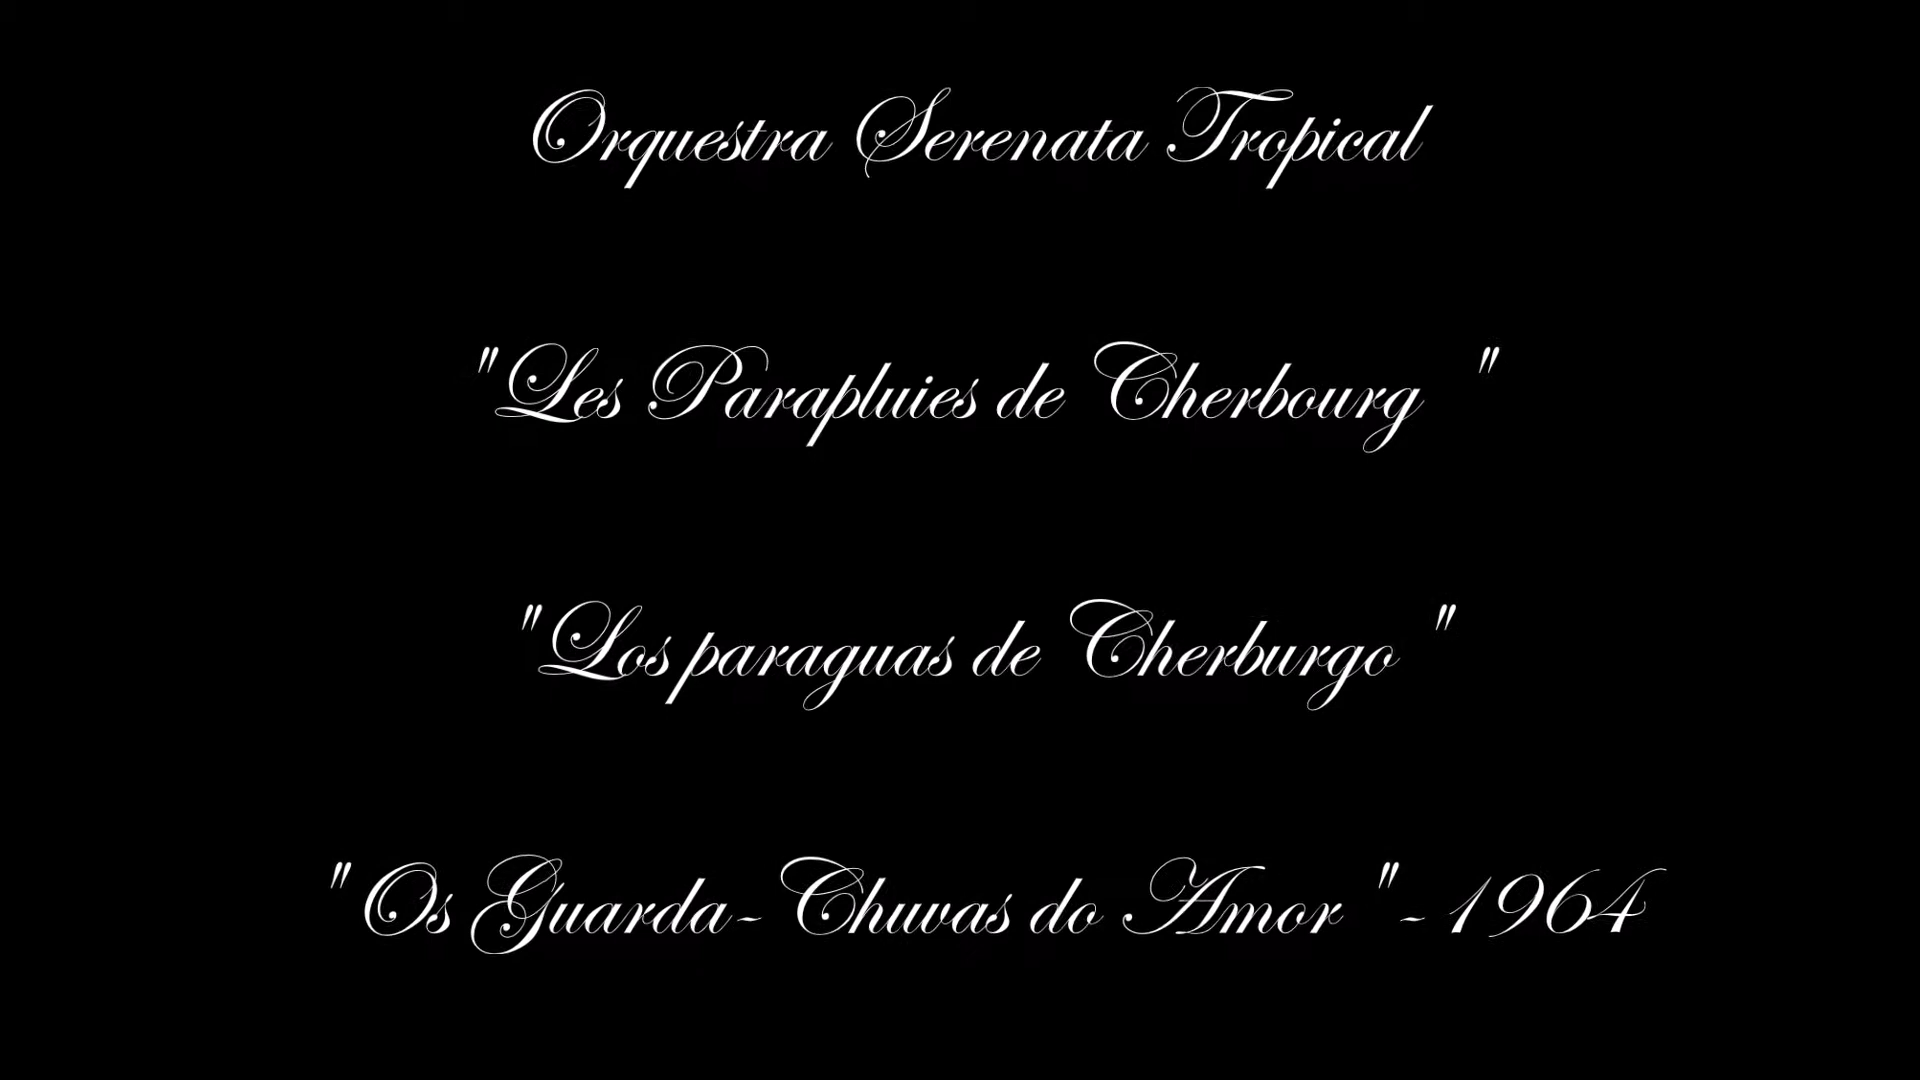 Orquestra Serenata Tropical
"Les Parapluies de Cherbourg "
"Los paraguas de Cherburgo "
"Os Guarda-Chuvas do Amor "-1964